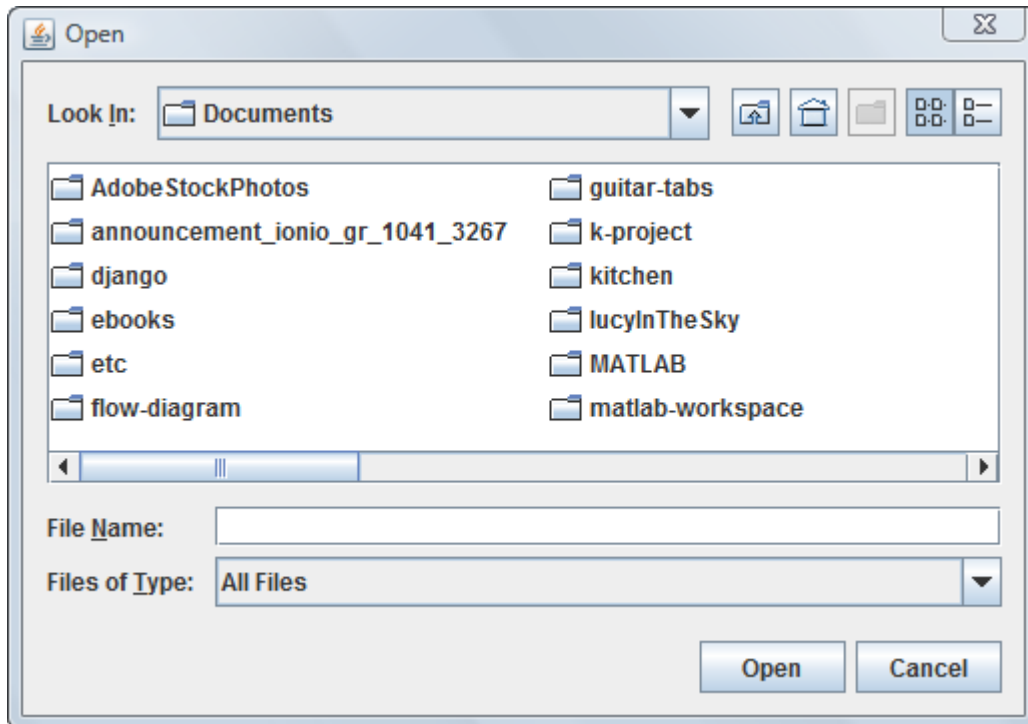 Open
Look In: Documents
AdobeStockPhotos
announcement_ionio_gr_1041_3267
django
ebooks
etc
flow-diagram
guitar-tabs
k-project
kitchen
lucyInTheSky
MATLAB
matlab-workspace
File Name:
Files of Type: All Files
Open Cancel